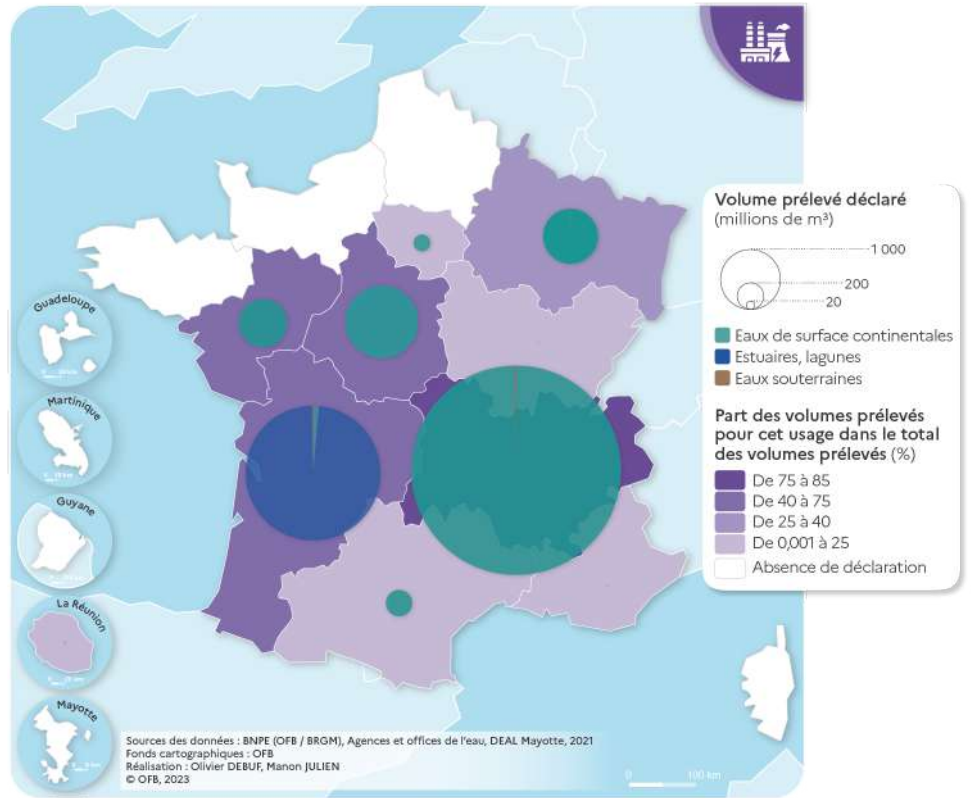 Volume prélevé déclaré
(millions de m³)
1 000
200
20
Eaux de surface continentales
Estuaires, lagunes
Eaux souterraines
Part des volumes prélevés
pour cet usage dans le total
des volumes prélevés (%)
De 75 à 85
De 40 à 75
De 25 à 40
De 0,001 à 25
Absence de déclaration
Guadeloupe
Martinique
Guyane
La Réunion
Mayotte
Sources des données : BNPE (OFB / BRGM), Agences et offices de l'eau, DEAL Mayotte, 2021
Fonds cartographiques : OFB
Réalisation : Olivier DEBUF, Manon JULIEN
© OFB, 2023
0 100 km